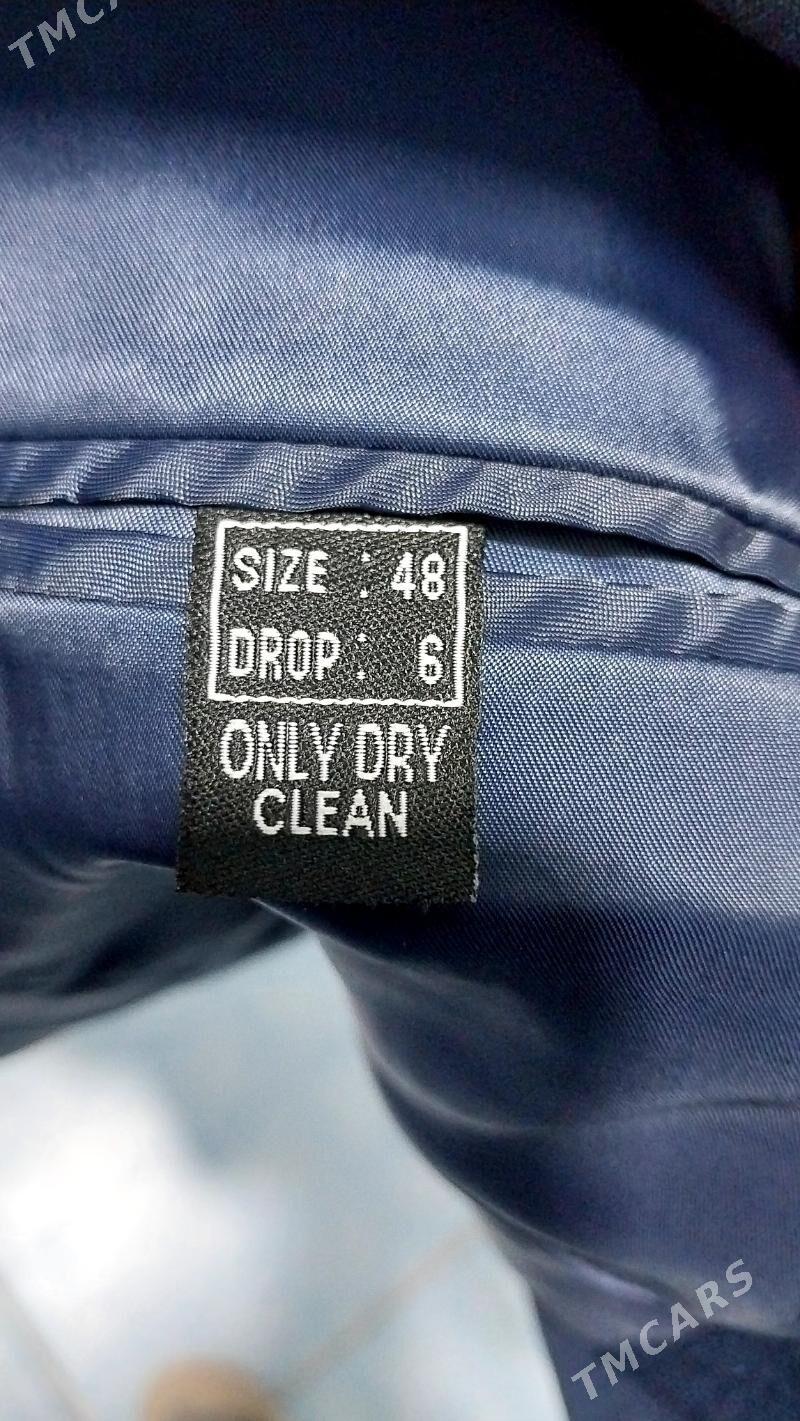 TMCA
SIZE : 48
DROP : 6
ONLY DRY
CLEAN
TMCARS